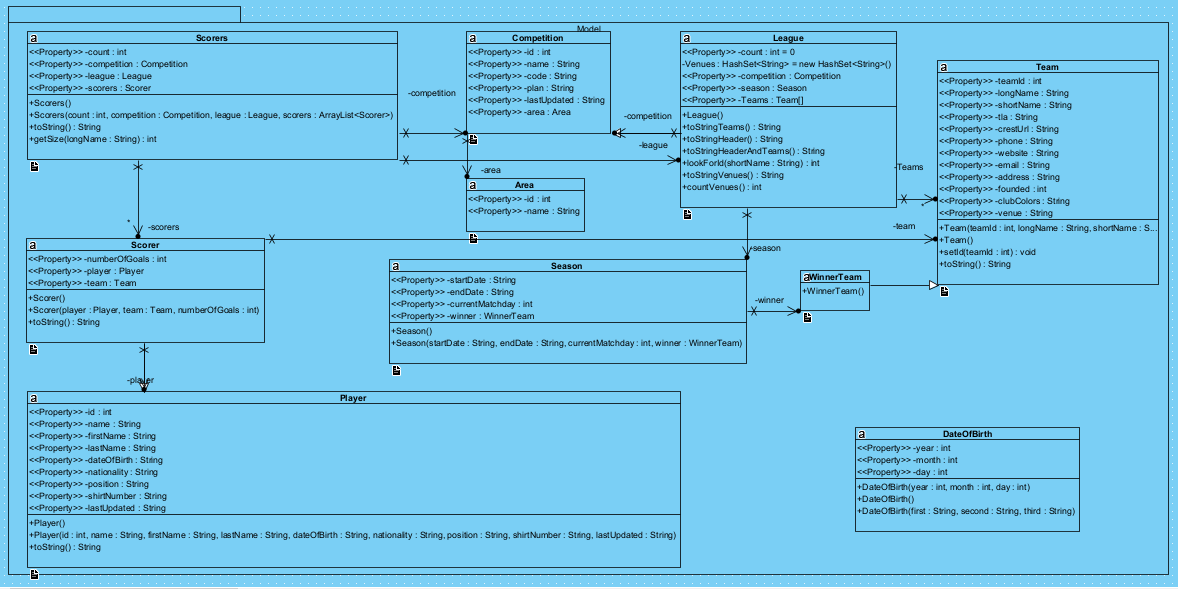 Model
Scorers
<<Property>> -count : int
<<Property>> -competition : Competition
<<Property>> -league : League
<<Property>> -scorers : Scorer
+Scorers()
+Scorers(count : int, competition : Competition, league : League, scorers : ArrayList<Scorer>)
+toString() : String
+getSize(longName : String) : int
Competition
<<Property>> -id : int
<<Property>> -name : String
<<Property>> -code : String
<<Property>> -plan : String
<<Property>> -lastUpdated : String
<<Property>> -area : Area
League
<<Property>> -count : int = 0
-Venues : HashSet<String> = new HashSet<String>()
<<Property>> -competition : Competition
<<Property>> -season : Season
<<Property>> -Teams : Team[]
+League()
+toStringTeams() : String
+toStringHeader() : String
+toStringHeaderAndTeams() : String
+lookForId(shortName : String) : int
+toStringVenues() : String
+countVenues() : int
Team
<<Property>> -teamId : int
<<Property>> -longName : String
<<Property>> -shortName : String
<<Property>> -tla : String
<<Property>> -crestUrl : String
<<Property>> -phone : String
<<Property>> -website : String
<<Property>> -email : String
<<Property>> -address : String
<<Property>> -founded : int
<<Property>> -clubColors : String
<<Property>> -venue : String
+Team(teamId : int, longName : String, shortName : S...
+Team()
+setId(teamId : int) : void
+toString() : String
-competition
-competition
-league
-Teams
*
-area
Area
<<Property>> -id : int
<<Property>> -name : String
*
-scorers
-team
-season
Scorer
<<Property>> -numberOfGoals : int
<<Property>> -player : Player
<<Property>> -team : Team
+Scorer()
+Scorer(player : Player, team : Team, numberOfGoals : int)
+toString() : String
Season
<<Property>> -startDate : String
<<Property>> -endDate : String
<<Property>> -currentMatchday : int
<<Property>> -winner : WinnerTeam
+Season()
+Season(startDate : String, endDate : String, currentMatchday : int, winner : WinnerTeam)
-winner
WinnerTeam
+WinnerTeam()
-player
Player
<<Property>> -id : int
<<Property>> -name : String
<<Property>> -firstName : String
<<Property>> -lastName : String
<<Property>> -dateOfBirth : String
<<Property>> -nationality : String
<<Property>> -position : String
<<Property>> -shirtNumber : String
<<Property>> -lastUpdated : String
+Player()
+Player(id : int, name : String, firstName : String, lastName : String, dateOfBirth : String, nationality : String, position : String, shirtNumber : String, lastUpdated : String)
+toString() : String
DateOfBirth
<<Property>> -year : int
<<Property>> -month : int
<<Property>> -day : int
+DateOfBirth(year : int, month : int, day : int)
+DateOfBirth()
+DateOfBirth(first : String, second : String, third : String)